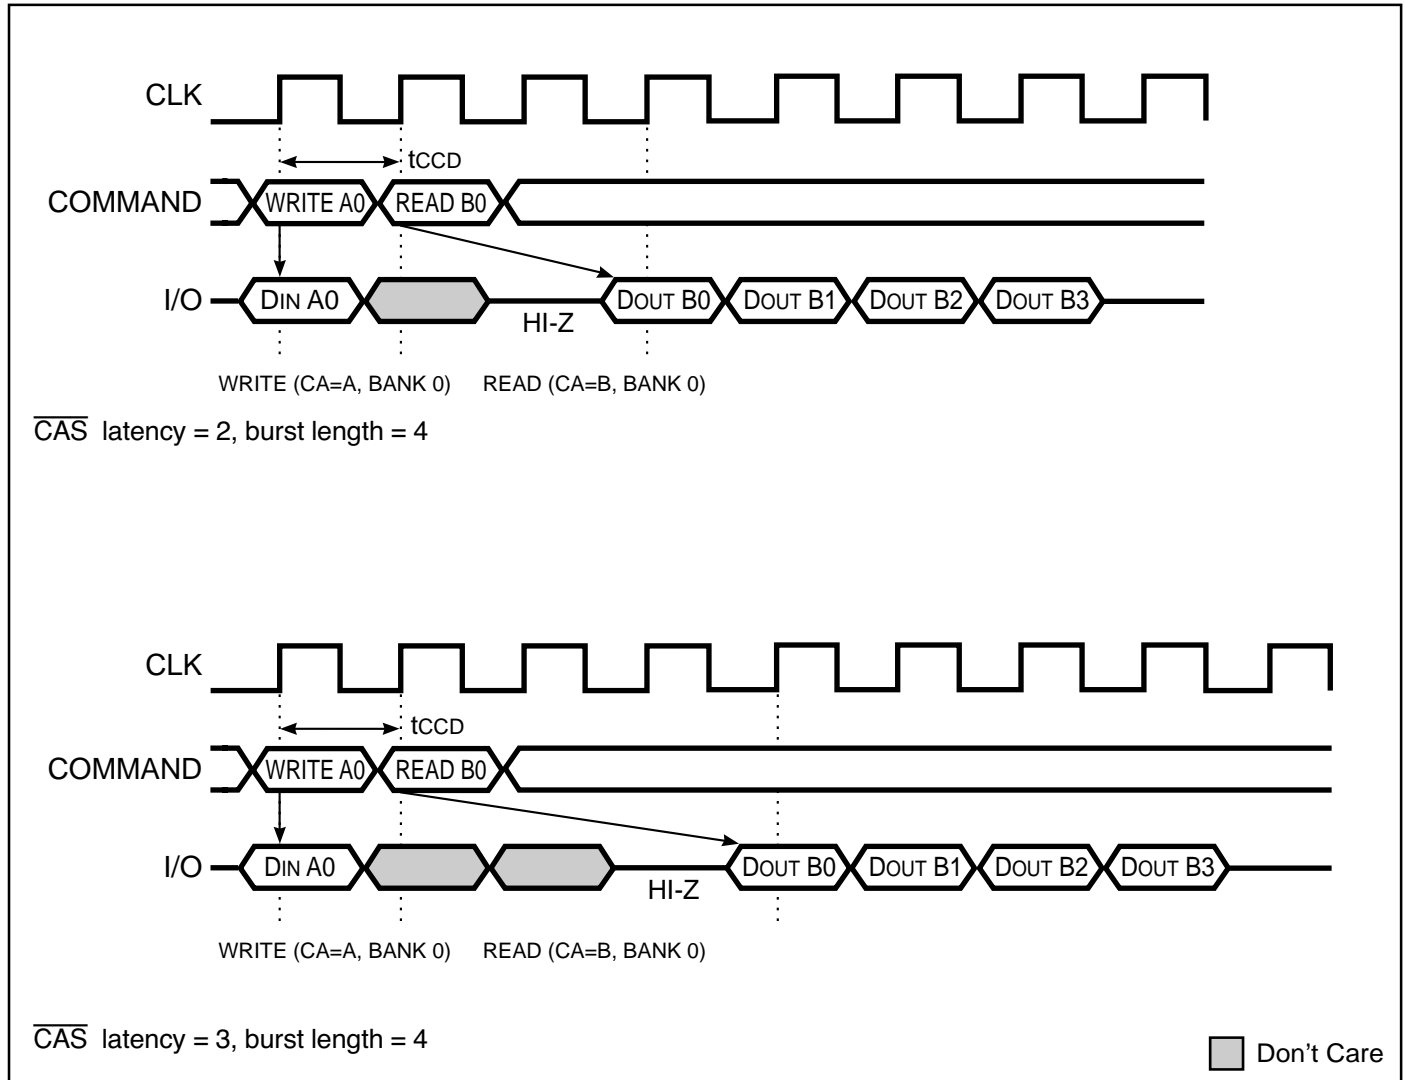 CLK
tCCD
COMMAND WRITE A0 READ B0
I/O DIN A0 DOUT B0 DOUT B1 DOUT B2 DOUT B3
HI-Z
WRITE (CA=A, BANK 0) READ (CA=B, BANK 0)
C̅A̅S̅ latency = 2, burst length = 4
CLK
tCCD
COMMAND WRITE A0 READ B0
I/O DIN A0 DOUT B0 DOUT B1 DOUT B2 DOUT B3
HI-Z
WRITE (CA=A, BANK 0) READ (CA=B, BANK 0)
C̅A̅S̅ latency = 3, burst length = 4
Don't Care